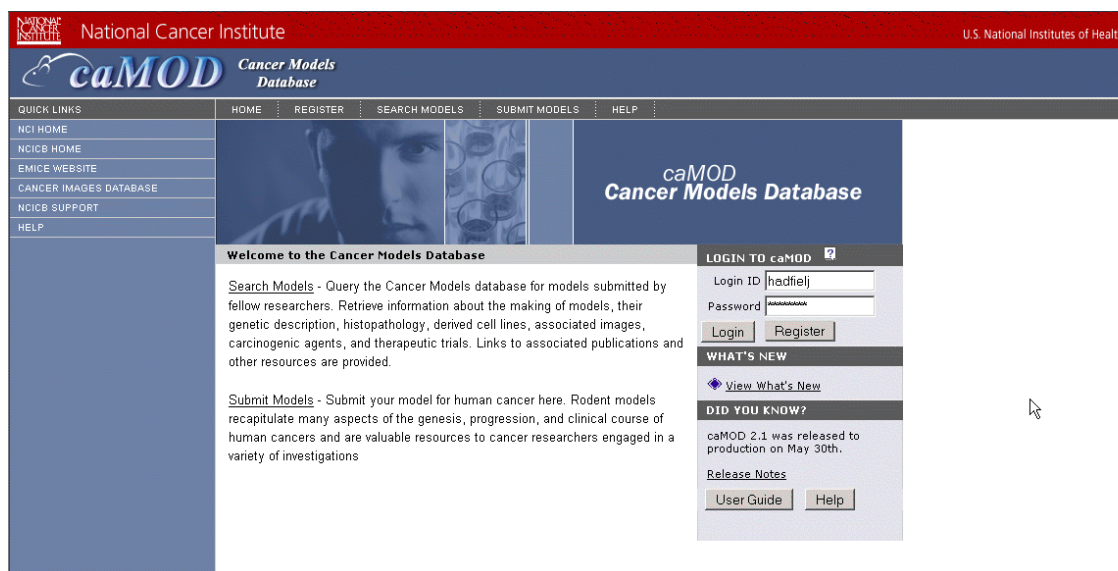 NATIONAL
CANCER
INSTITUTE
National Cancer Institute
U.S. National Institutes of Healt
caMOD
Cancer Models
Database
QUICK LINKS
HOME
REGISTER
SEARCH MODELS
SUBMIT MODELS
HELP
NCI HOME
NCICB HOME
EMICE WEBSITE
CANCER IMAGES DATABASE
NCICB SUPPORT
HELP
caMOD
Cancer Models Database
Welcome to the Cancer Models Database
Search Models - Query the Cancer Models database for models submitted by
fellow researchers. Retrieve information about the making of models, their
genetic description, histopathology, derived cell lines, associated images,
carcinogenic agents, and therapeutic trials. Links to associated publications and
other resources are provided.
Submit Models - Submit your model for human cancer here. Rodent models
recapitulate many aspects of the genesis, progression, and clinical course of
human cancers and are valuable resources to cancer researchers engaged in a
variety of investigations
LOGIN TO caMOD ?
Login ID hadfielj
Password ********
Login Register
WHAT'S NEW
View What's New
DID YOU KNOW?
caMOD 2.1 was released to
production on May 30th.
Release Notes
User Guide Help